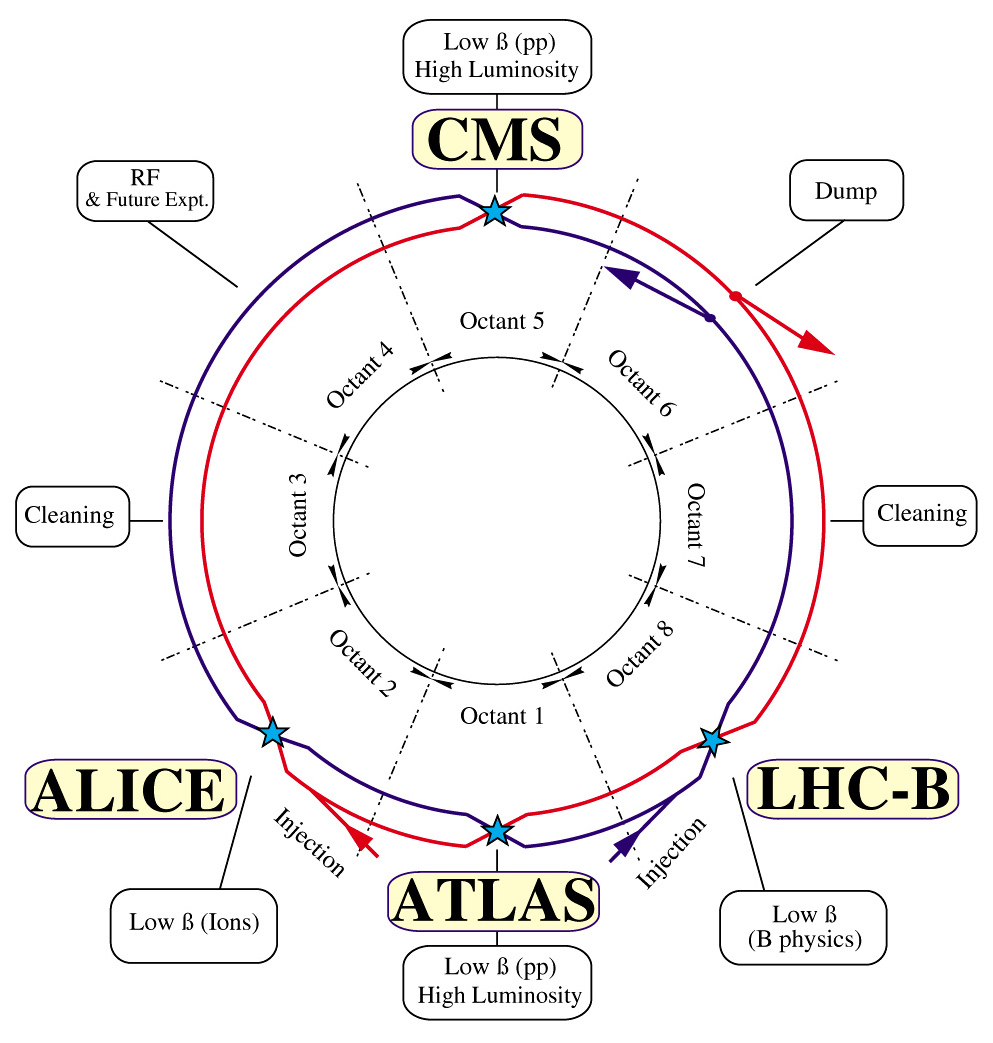 Low ß (pp)
High Luminosity
CMS
RF
& Future Expt.
Dump
Octant 5
Octant 4
Octant 6
Cleaning
Octant 3
Octant 7
Cleaning
Octant 2
Octant 8
Octant 1
ALICE
LHC-B
Injection
Injection
ATLAS
Low ß (Ions)
Low ß
(B physics)
Low ß (pp)
High Luminosity